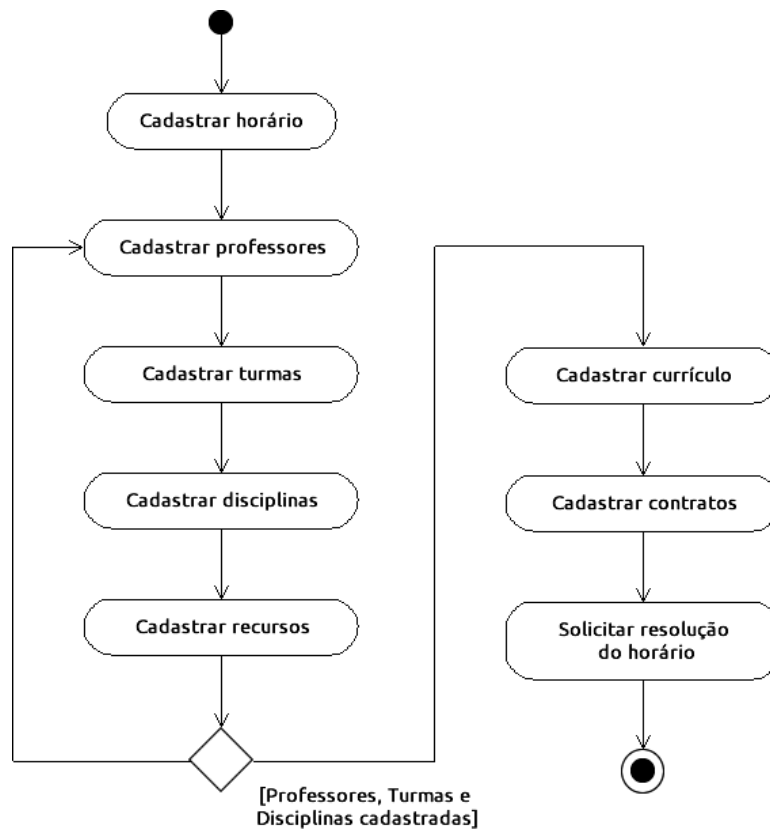 Cadastrar horário
Cadastrar professores
Cadastrar turmas
Cadastrar disciplinas
Cadastrar recursos
[Professores, Turmas e
Disciplinas cadastradas]
Cadastrar currículo
Cadastrar contratos
Solicitar resolução
do horário